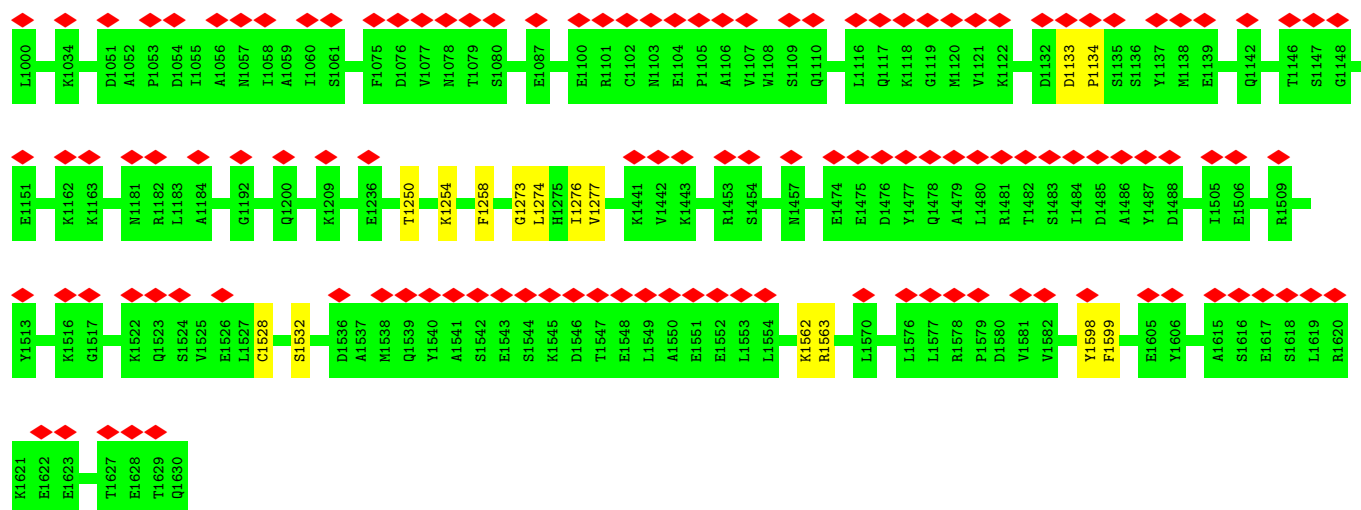 L1000 K1034 D1051 A1052 P1053 D1054 I1055 A1056 N1057 I1058 A1059 I1060 S1061 F1075 D1076 V1077 N1078 T1079 S1080 E1087 E1100 R1101 C1102 N1103 E1104 P1105 A1106 V1107 W1108 S1109 Q1110 L1116 Q1117 K1118 G1119 M1120 V1121 K1122 D1132 D1133 P1134 S1135 S1136 Y1137 M1138 E1139 Q1142 T1146 S1147 G1148
E1151 K1162 K1163 N1181 R1182 L1183 A1184 G1192 Q1200 K1209 E1236 T1250 K1254 F1258 G1273 L1274 H1275 I1276 V1277 K1441 V1442 K1443 R1453 S1454 N1457 E1474 E1475 D1476 Y1477 Q1478 A1479 L1480 R1481 T1482 S1483 I1484 D1485 A1486 Y1487 D1488 I1505 E1506 R1509
Y1513 K1516 G1517 K1522 Q1523 S1524 V1525 E1526 L1527 C1528 S1532 D1536 A1537 M1538 Q1539 Y1540 A1541 S1542 E1543 S1544 K1545 D1546 T1547 E1548 L1549 A1550 E1551 E1552 L1553 L1554 K1562 R1563 L1570 L1576 L1577 R1578 P1579 D1580 V1581 V1582 Y1598 F1599 E1605 Y1606 A1615 S1616 E1617 S1618 L1619 R1620
K1621 E1622 E1623 T1627 E1628 T1629 Q1630